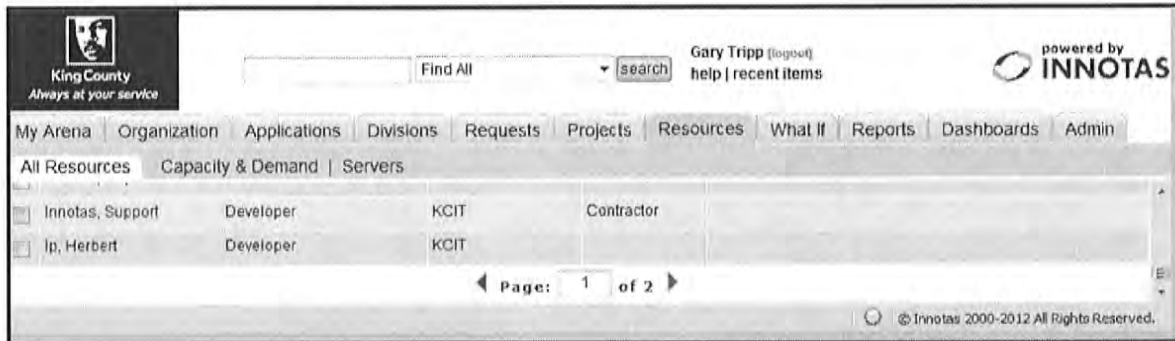 King County
Always at your service
Find All search
Gary Tripp (logout)
help | recent items
powered by
INNOTAS
My Arena Organization Applications Divisions Requests Projects Resources What If Reports Dashboards Admin
All Resources Capacity & Demand | Servers
Innotas, Support Developer KCIT Contractor
Ip, Herbert Developer KCIT
Page: 1 of 2
© Innotas 2000-2012 All Rights Reserved.